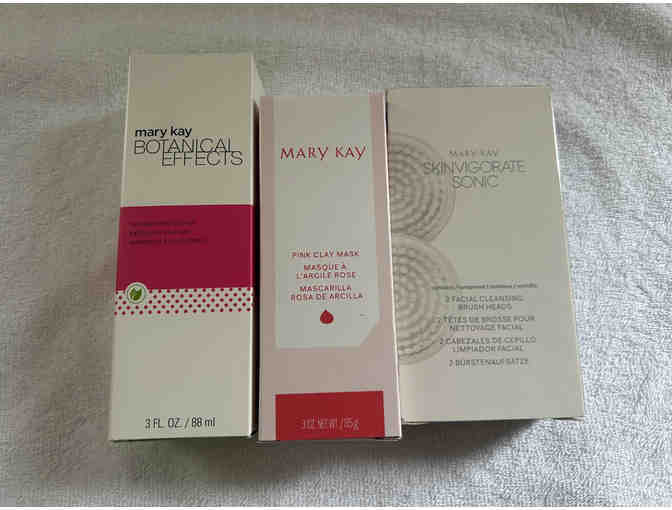 mary kay
BOTANICAL
EFFECTS
3 FL. OZ. / 88 ml
MARY KAY
PINK CLAY MASK
MASQUE À
L'ARGILE ROSE
MASCARILLA
ROSA DE ARCILLA
3 OZ. NET WT. / 85 g
MARY KAY
SKINVIGORATE
SONIC
2 FACIAL CLEANSING
BRUSH HEADS
2 TÊTES DE BROSSE POUR
NETTOYAGE FACIAL
2 CABEZALES DE CEPILLO
LIMPIADOR FACIAL
2 BÜRSTENAUFSÄTZE